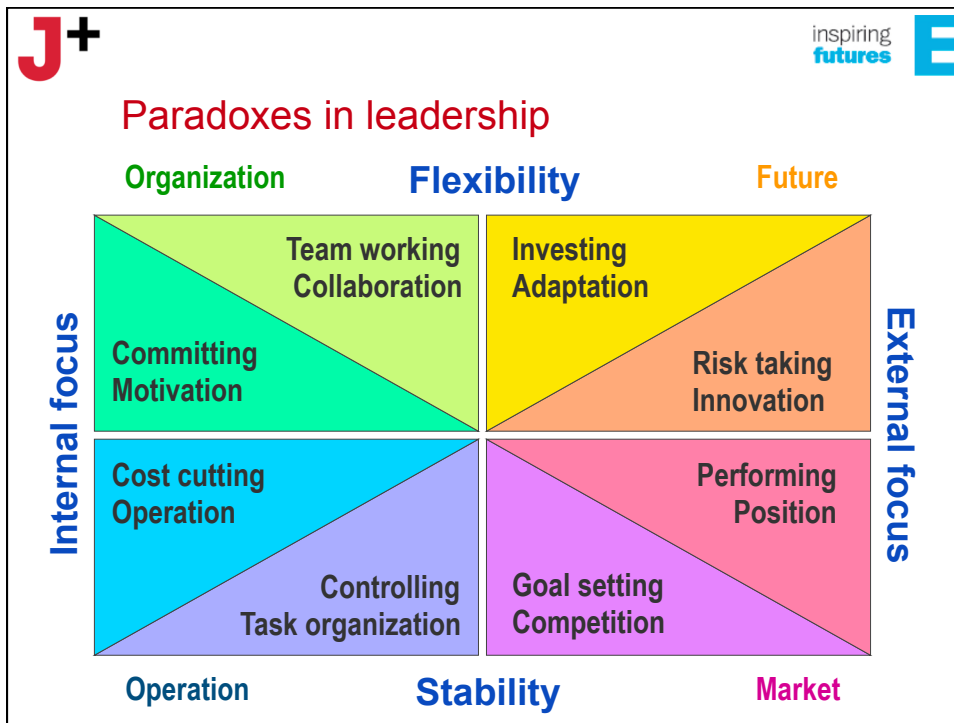 J+
inspiring
futures
E
Paradoxes in leadership
Organization
Flexibility
Future
Internal focus
Team working
Collaboration
Committing
Motivation
Investing
Adaptation
Risk taking
Innovation
External focus
Cost cutting
Operation
Controlling
Task organization
Performing
Position
Goal setting
Competition
Operation
Stability
Market